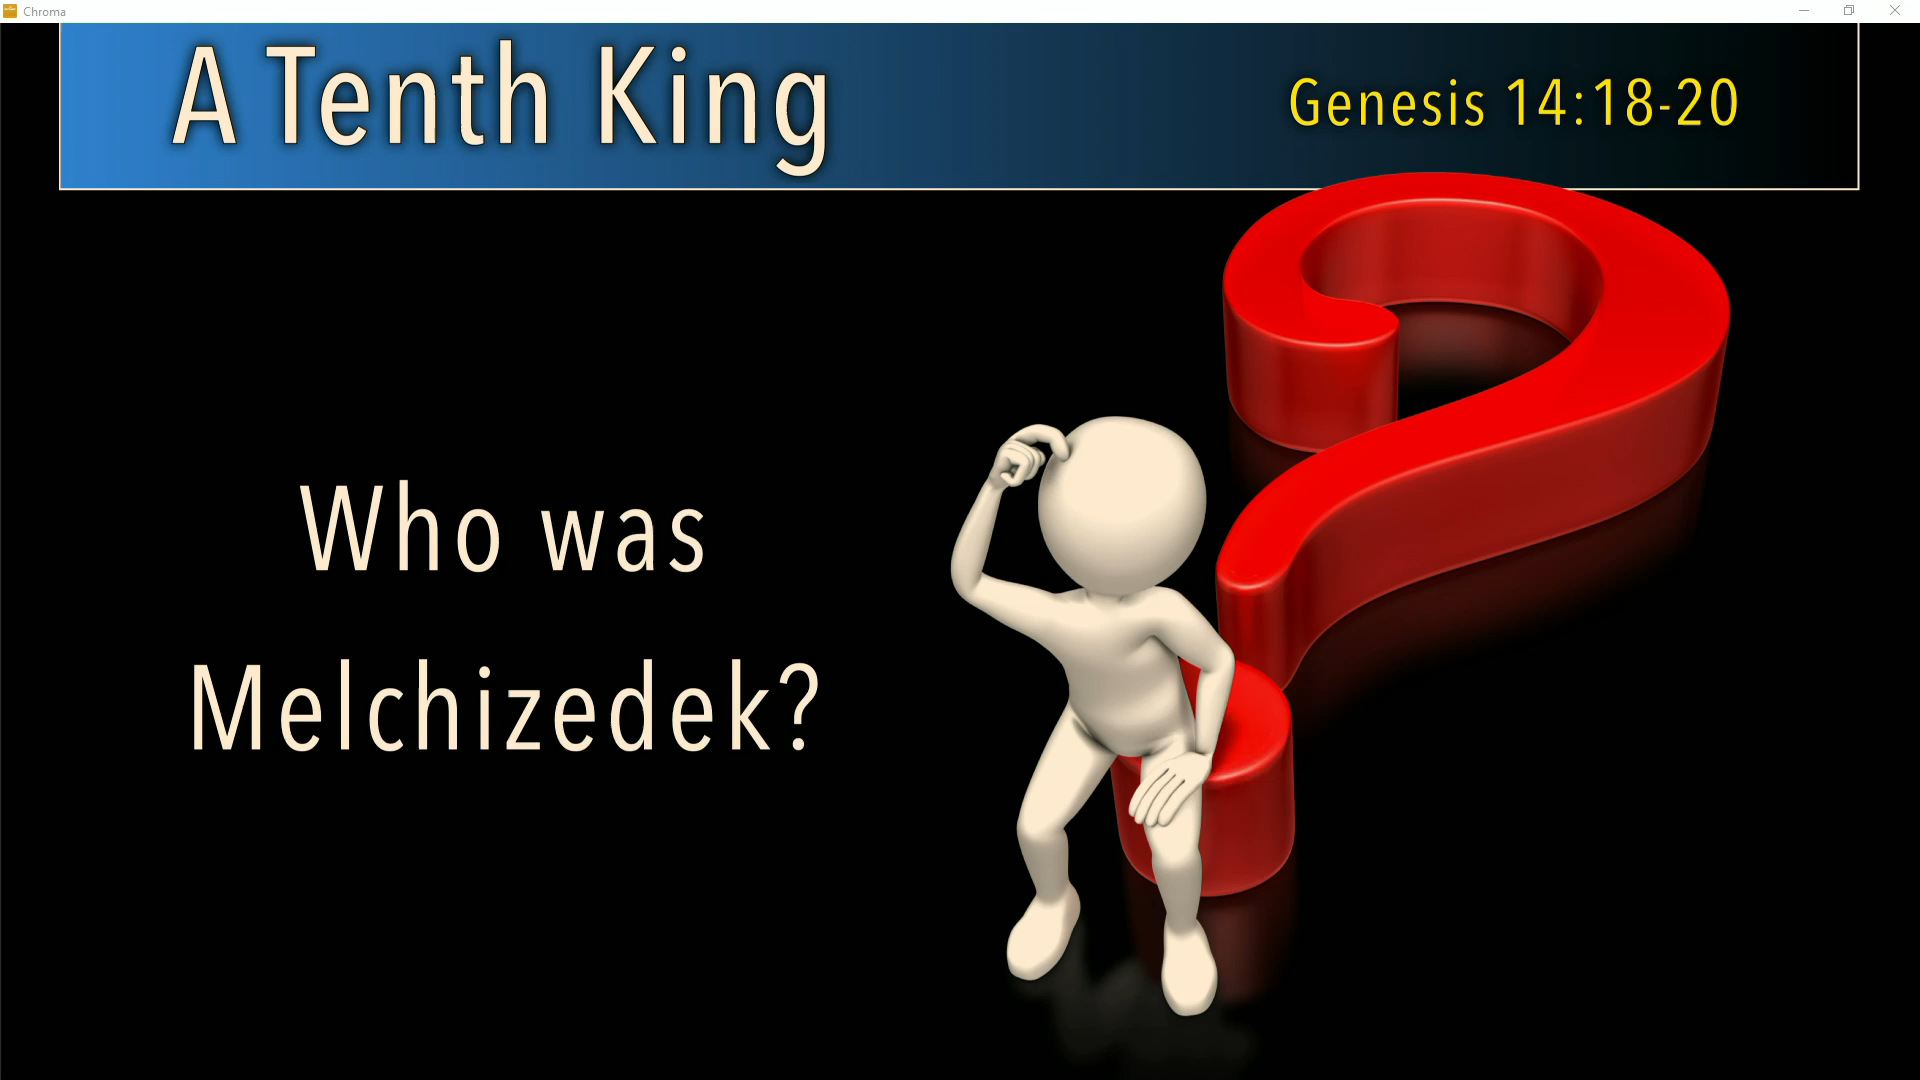 Chroma
A Tenth King
Genesis 14:18-20
Who was
Melchizedek?